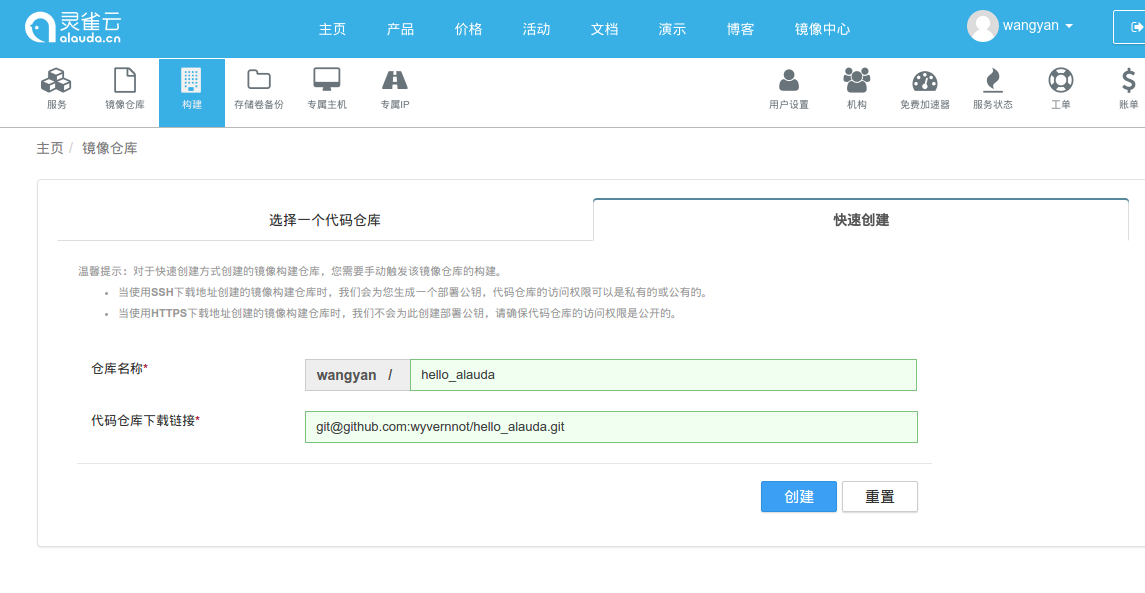 灵雀云
alauda.cn
主页 产品 价格 活动 文档 演示 博客 镜像中心 wangyan
服务 镜像仓库 构建 存储卷备份 专属主机 专属IP 用户设置 机构 免费加速器 服务状态 工单 账单
主页 / 镜像仓库
选择一个代码仓库 快速创建
温馨提示：对于快速创建方式创建的镜像构建仓库，您需要手动触发该镜像仓库的构建。
• 当使用SSH下载地址创建的镜像构建仓库时，我们会为您生成一个部署公钥，代码仓库的访问权限可以是私有的或公有的。
• 当使用HTTPS下载地址创建的镜像构建仓库时，我们不会为此创建部署公钥，请确保代码仓库的访问权限是公开的。
仓库名称* wangyan / hello_alauda
代码仓库下载链接* git@github.com:wyvernnot/hello_alauda.git
创建 重置